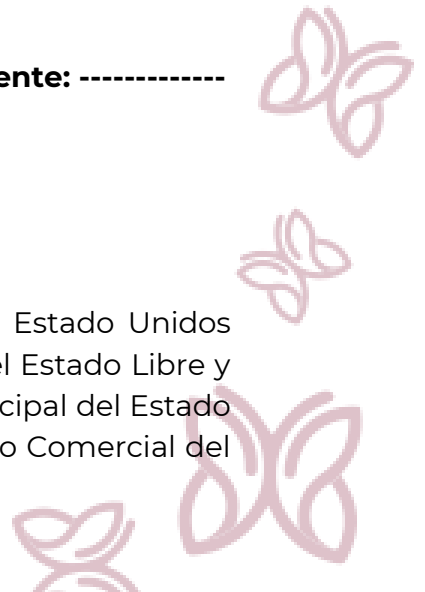 ente: -------------
Estado Unidos
el Estado Libre y
cipal del Estado
o Comercial del